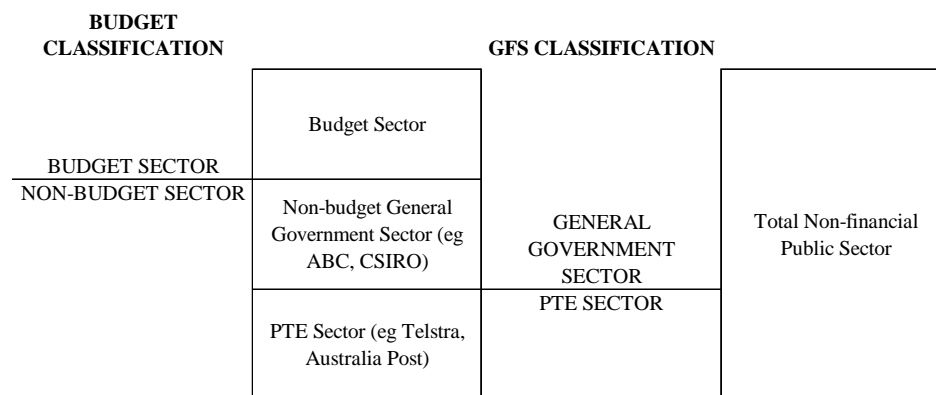 BUDGET
CLASSIFICATION
GFS CLASSIFICATION
Budget Sector
BUDGET SECTOR
NON-BUDGET SECTOR
Non-budget General
Government Sector (eg
ABC, CSIRO)
GENERAL
GOVERNMENT
SECTOR
PTE SECTOR
Total Non-financial
Public Sector
PTE Sector (eg Telstra,
Australia Post)